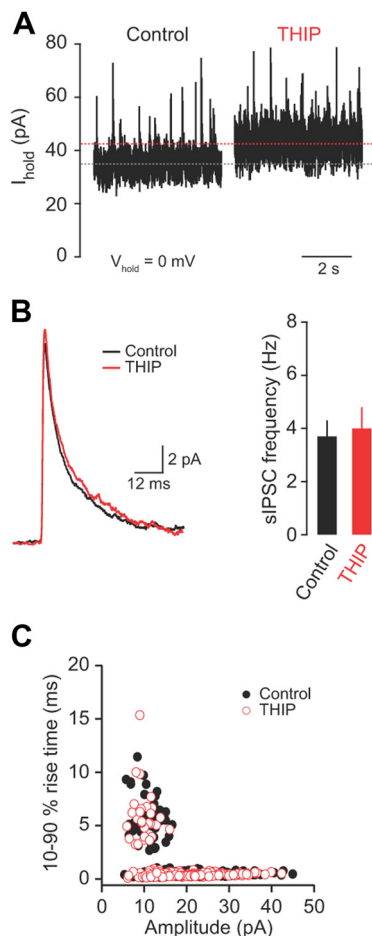 A
Control THIP
80
60
40
20
0
I_hold (pA)
V_hold = 0 mV
2 s
B
Control
THIP
2 pA
12 ms
8
6
4
2
0
sIPSC frequency (Hz)
Control
THIP
C
20
15
10
5
0
10-90 % rise time (ms)
Control
THIP
0 10 20 30 40 50
Amplitude (pA)